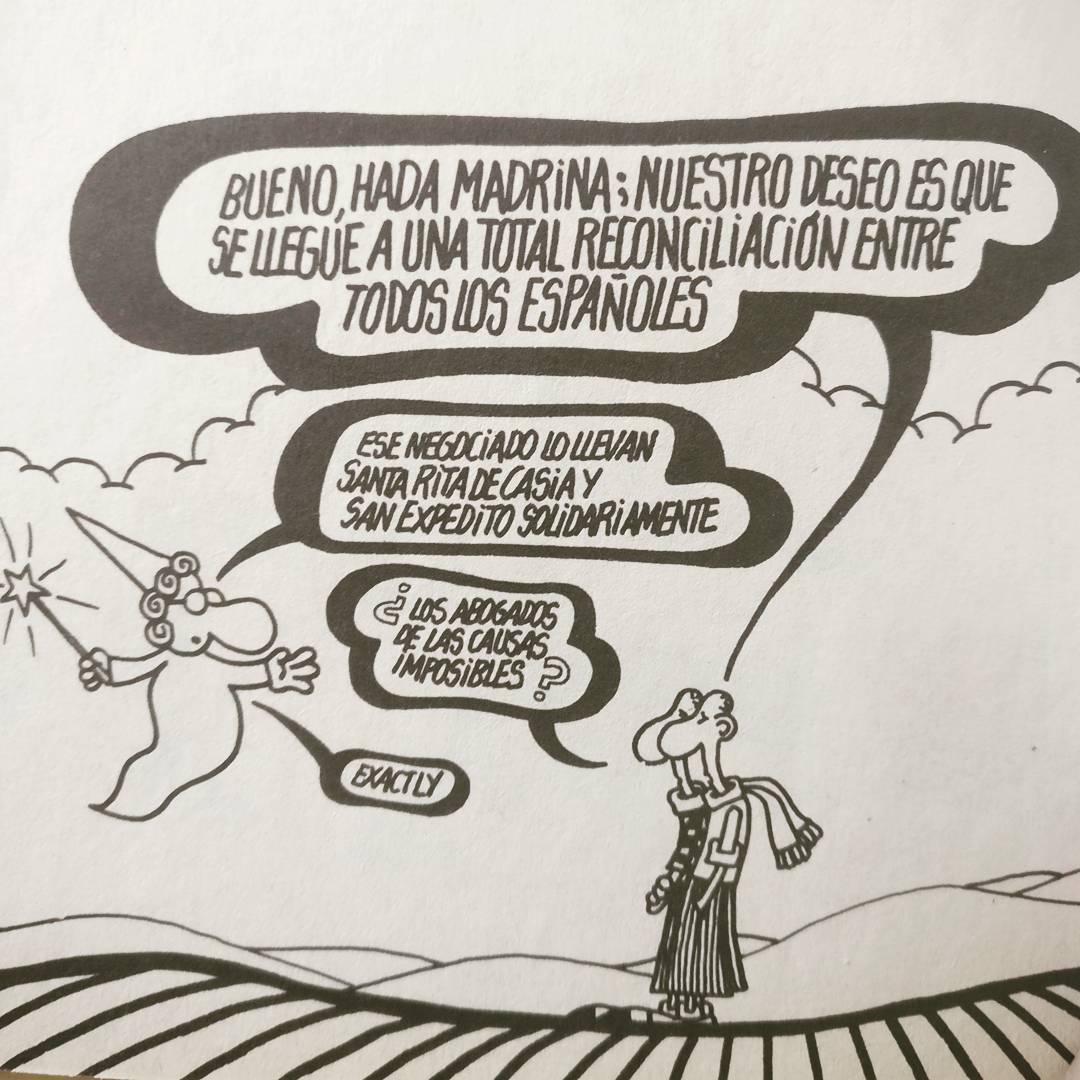 BUENO, HADA MADRINA; NUESTRO DESEO ES QUE
SE LLEGUE A UNA TOTAL RECONCILIACIÓN ENTRE
TODOS LOS ESPAÑOLES
ESE NEGOCIADO LO LLEVAN
SANTA RITA DE CASIA Y
SAN EXPEDITO SOLIDARIAMENTE
¿LOS ABOGADOS
DE LAS CAUSAS
IMPOSIBLES?
EXACTLY